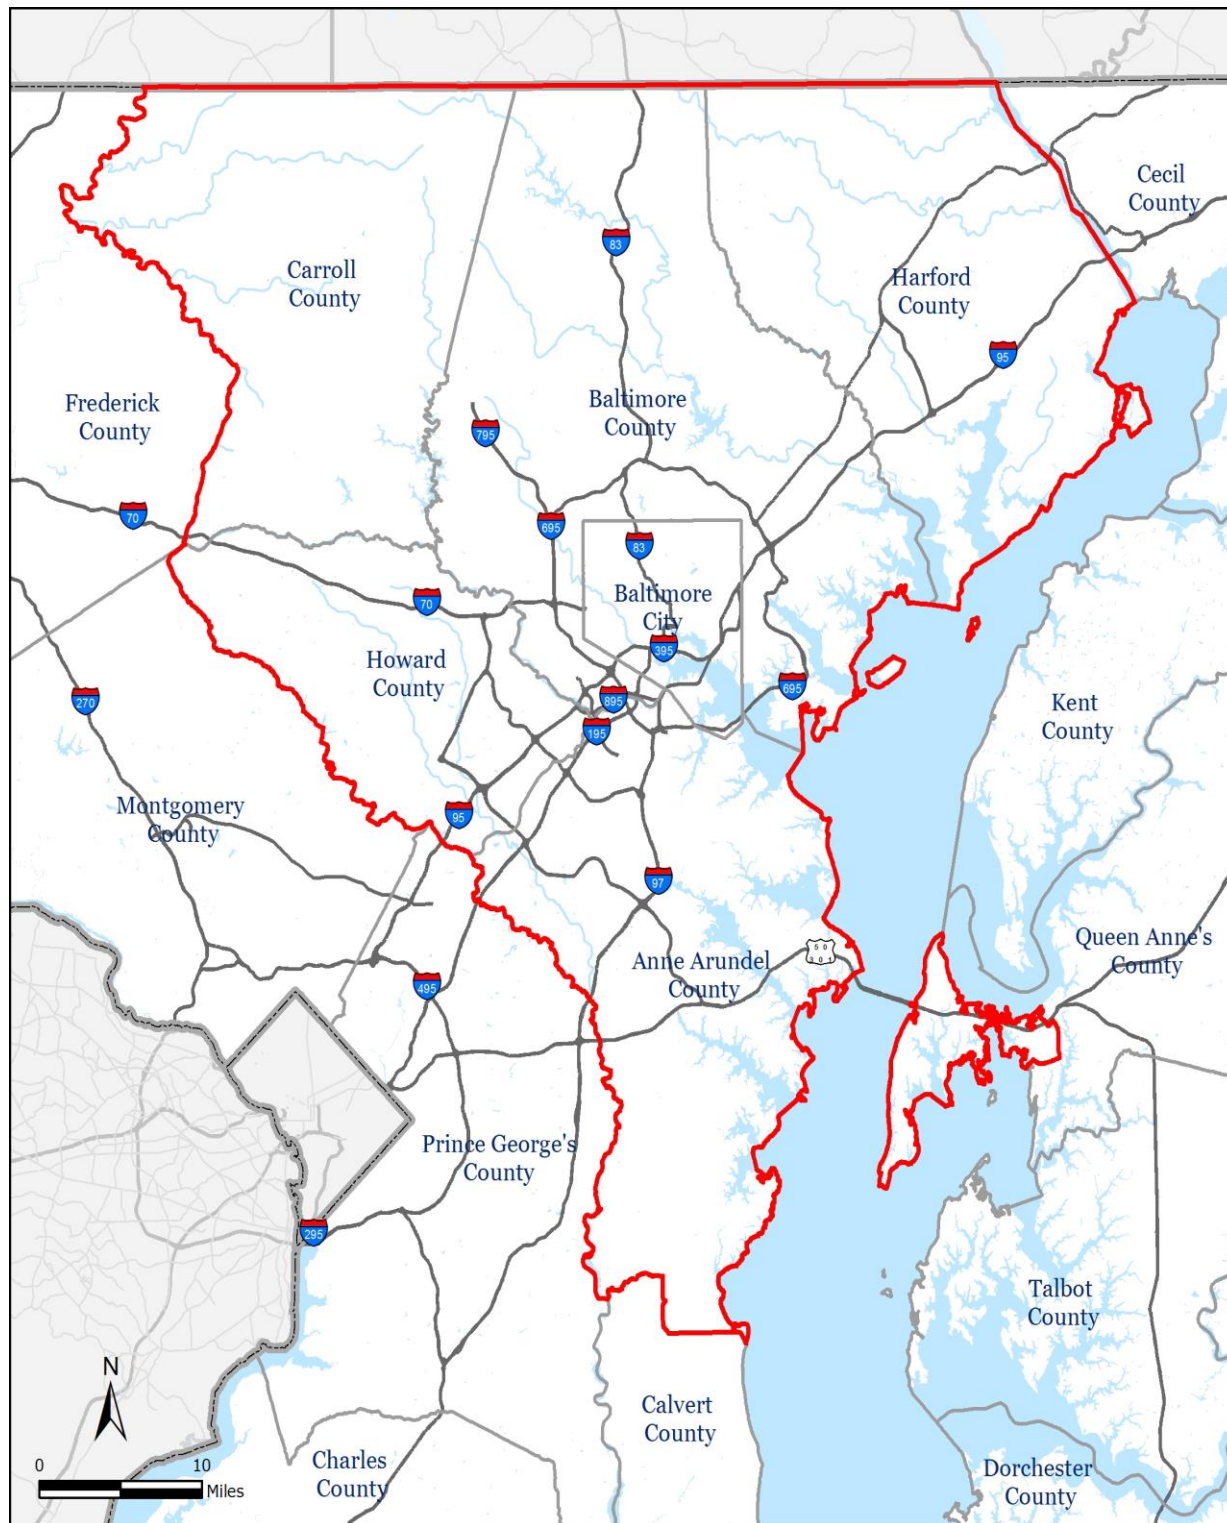 Cecil
County
83
Carroll
County
Harford
County
95
Frederick
County
Baltimore
County
795
70
695
83
70
Baltimore
City
395
Howard
County
695
270
895
Kent
County
195
Montgomery
County
95
97
Queen Anne's
County
50
301
Anne Arundel
County
495
Prince George's
County
295
Talbot
County
N
Calvert
County
0 10
Miles
Charles
County
Dorchester
County